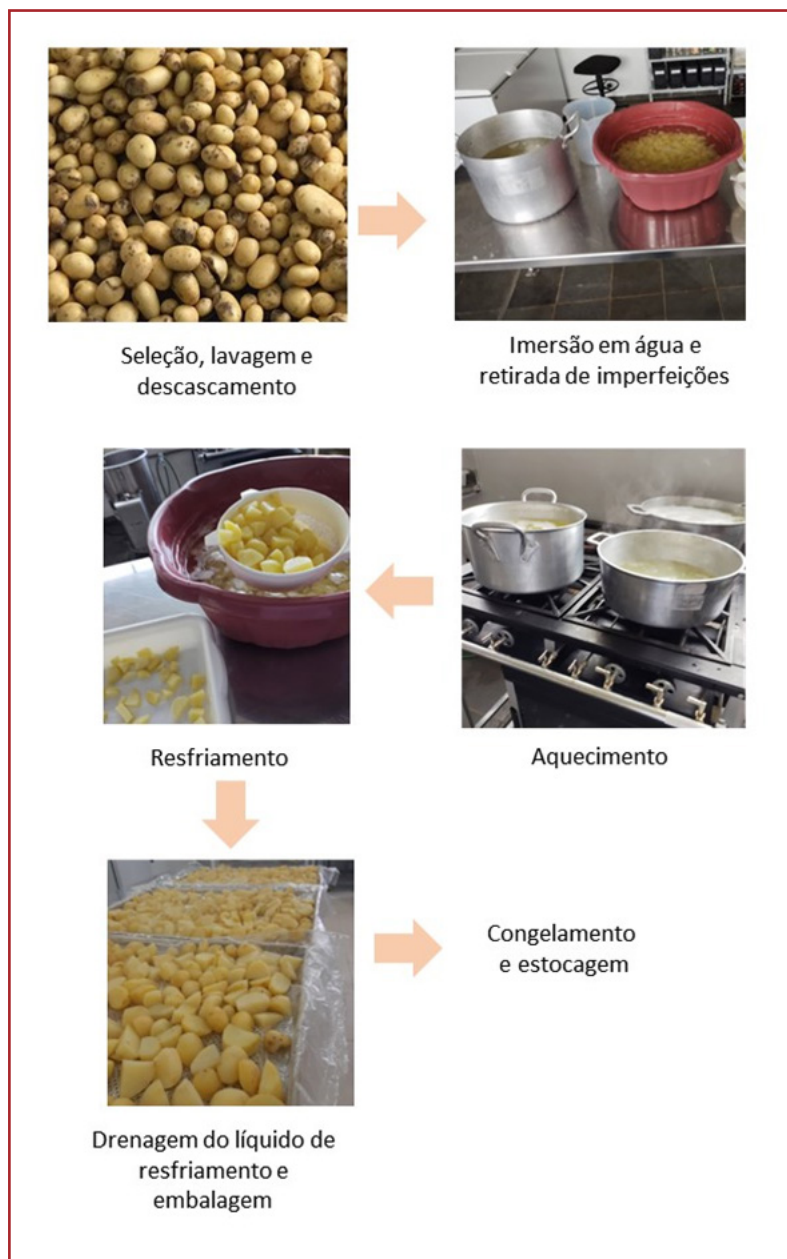 Seleção, lavagem e
descascamento
Imersão em água e
retirada de imperfeições
Aquecimento
Resfriamento
Drenagem do líquido de
resfriamento e
embalagem
Congelamento
e estocagem